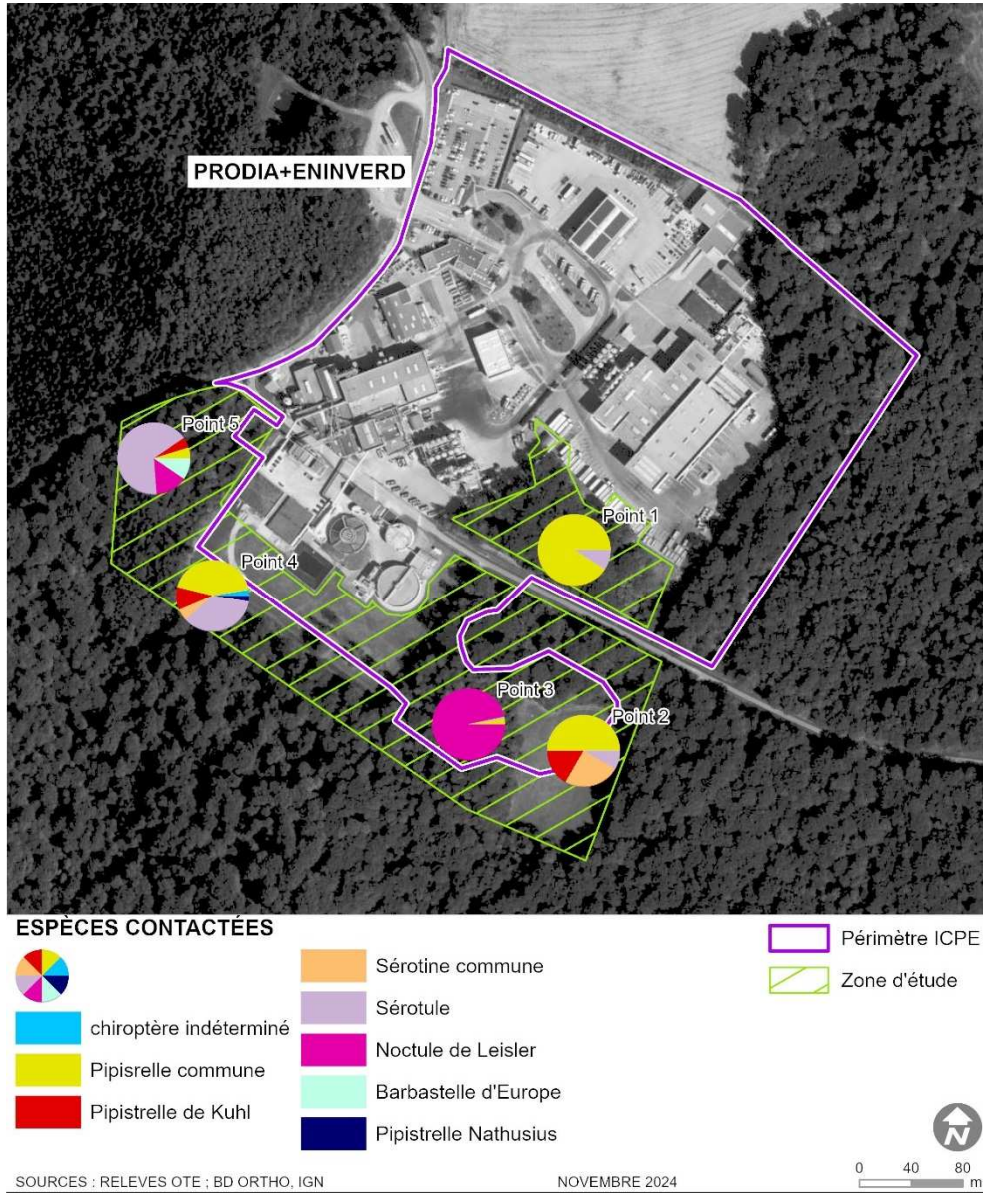 PRODIA+ENINVERD
Point 5
Point 1
Point 4
Point 3
Point 2
ESPÈCES CONTACTÉES
chiroptère indéterminé
Pipisrelle commune
Pipistrelle de Kuhl
Sérotine commune
Sérotule
Noctule de Leisler
Barbastelle d'Europe
Pipistrelle Nathusius
Périmètre ICPE
Zone d'étude
N
0 40 80
m
SOURCES : RELEVES OTE ; BD ORTHO, IGN
NOVEMBRE 2024